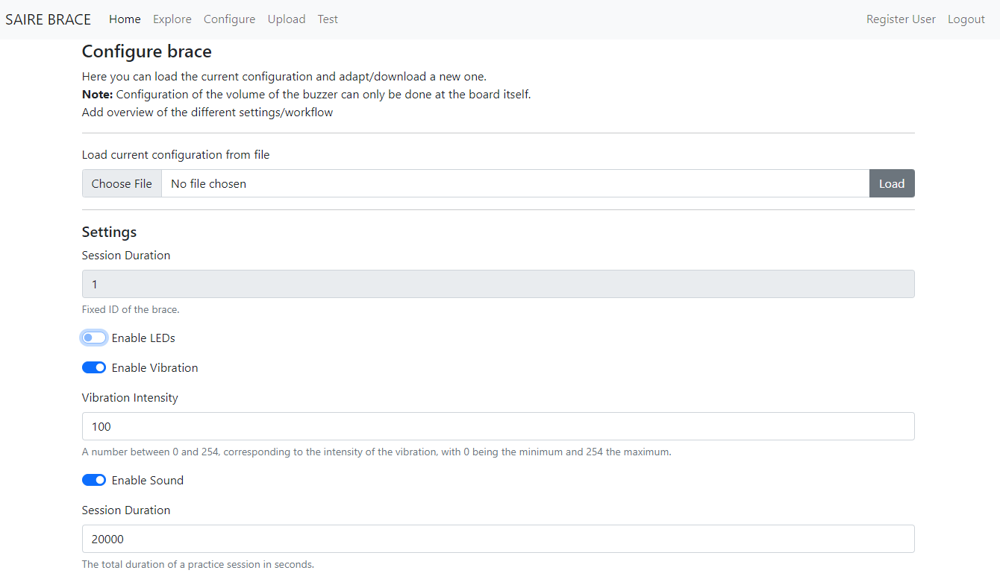 SAIRE BRACE Home Explore Configure Upload Test Register User Logout
Configure brace
Here you can load the current configuration and adapt/download a new one.
Note: Configuration of the volume of the buzzer can only be done at the board itself.
Add overview of the different settings/workflow
Load current configuration from file
Choose File No file chosen Load
Settings
Session Duration
1
Fixed ID of the brace.
Enable LEDs
Enable Vibration
Vibration Intensity
100
A number between 0 and 254, corresponding to the intensity of the vibration, with 0 being the minimum and 254 the maximum.
Enable Sound
Session Duration
20000
The total duration of a practice session in seconds.